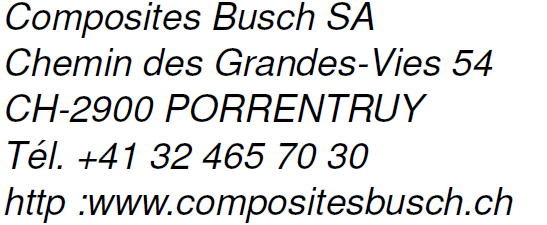 Composites Busch SA
Chemin des Grandes-Vies 54
CH-2900 PORRENTRUY
Tél. +41 32 465 70 30
http :www.compositesbusch.ch